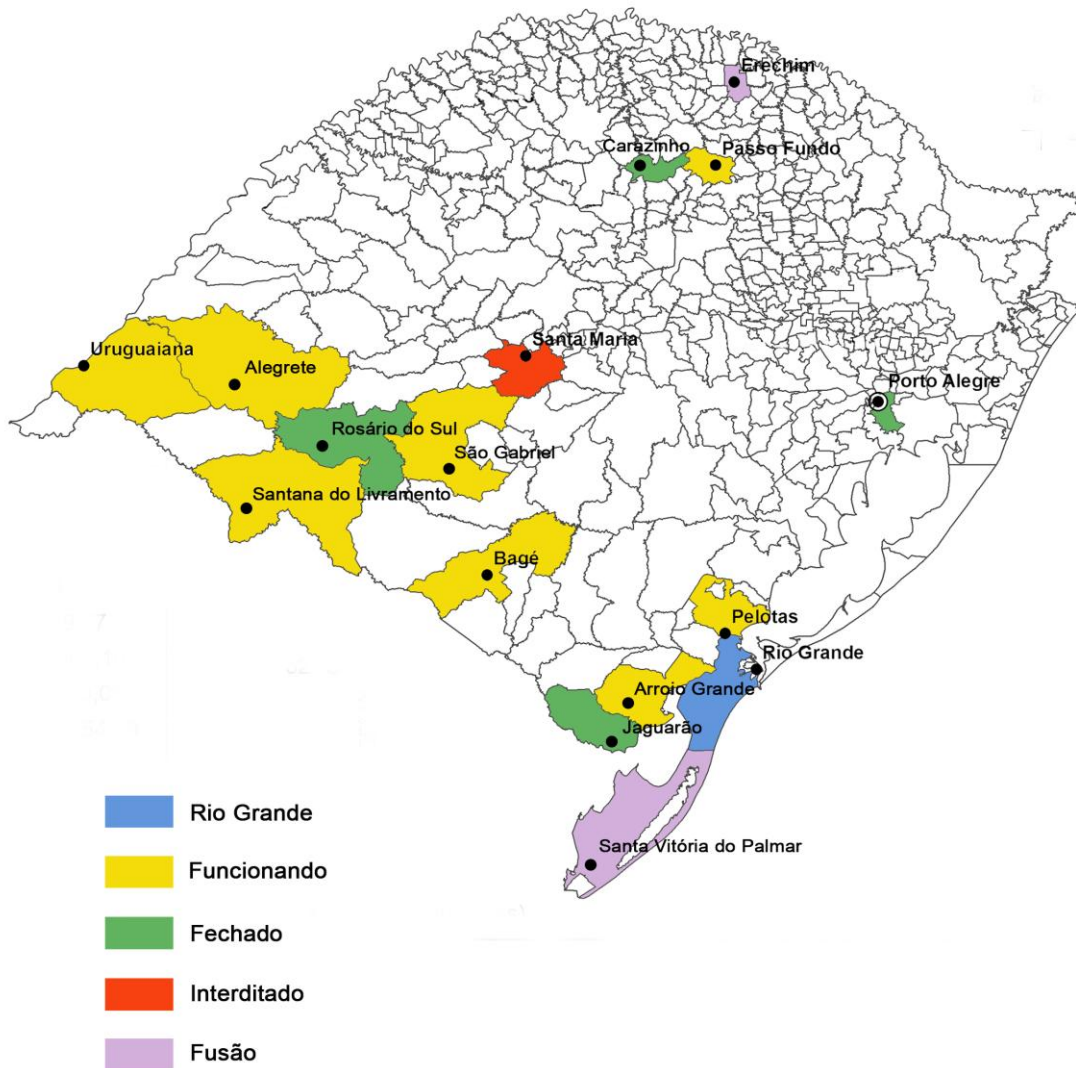 Erechim
Carazinho
Passo Fundo
Santa Maria
Uruguaiana
Alegrete
Porto Alegre
Rosário do Sul
São Gabriel
Santana do Livramento
Bagé
Pelotas
Rio Grande
Arroio Grande
Jaguarão
Santa Vitória do Palmar
Rio Grande
Funcionando
Fechado
Interditado
Fusão